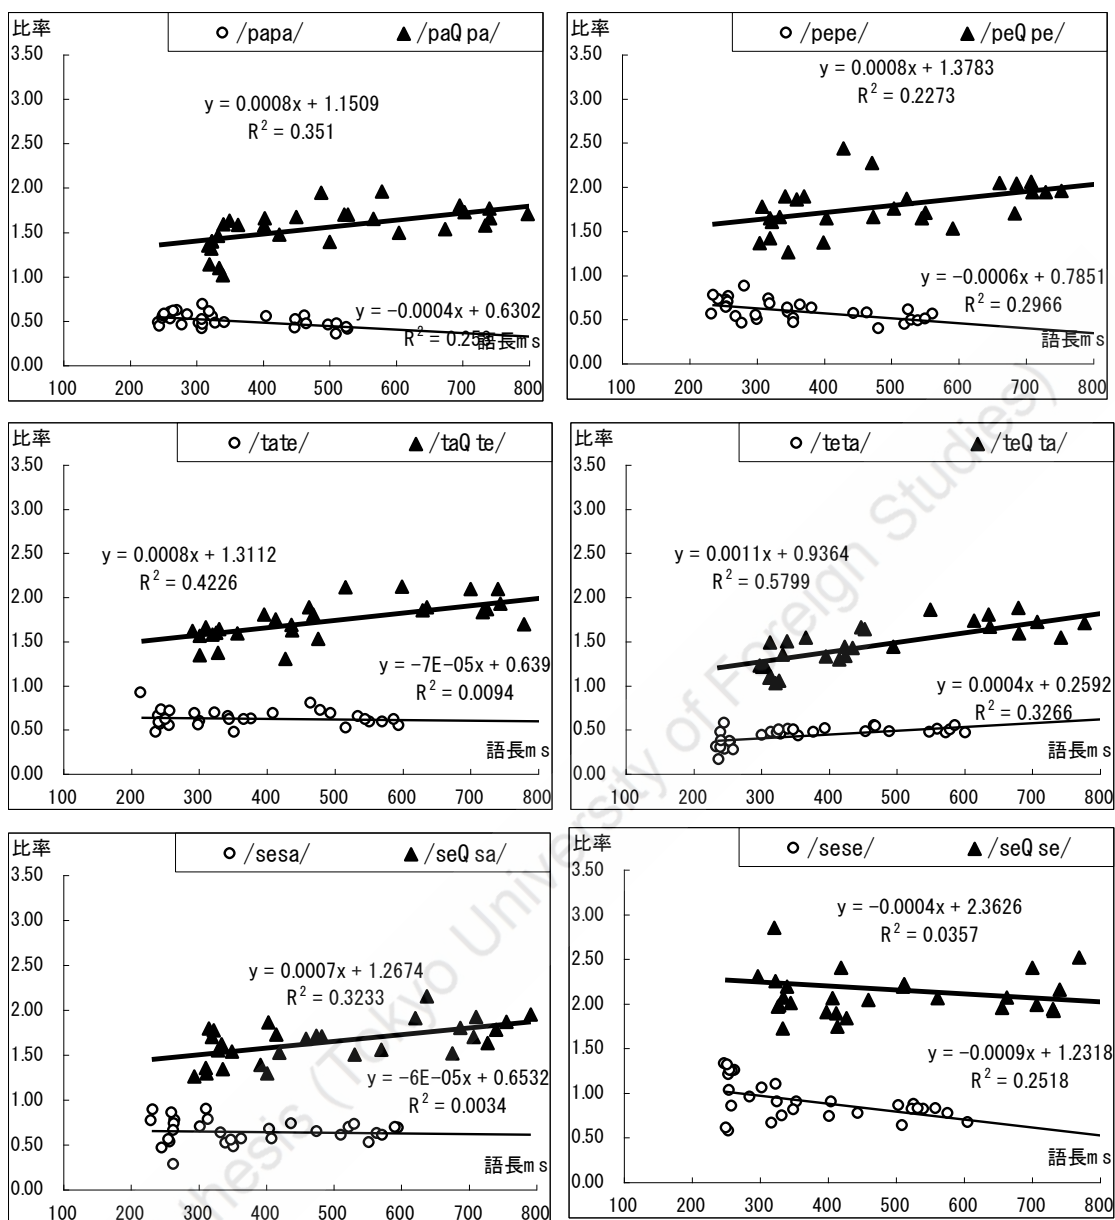 比率
○ /papa/ ▲ /paQ pa/
3.50
3.00
2.50
2.00
1.50
1.00
0.50
0.00
y = 0.0008x + 1.1509
R² = 0.351
y = −0.0004x + 0.6302
語長ms
100 200 300 400 500 600 700 800
比率
○ /pepe/ ▲ /peQ pe/
3.50
3.00
2.50
2.00
1.50
1.00
0.50
0.00
y = 0.0008x + 1.3783
R² = 0.2273
y = −0.0006x + 0.7851
R² = 0.2966
語長ms
100 200 300 400 500 600 700 800
比率
○ /tate/ ▲ /taQ te/
3.50
3.00
2.50
2.00
1.50
1.00
0.50
0.00
y = 0.0008x + 1.3112
R² = 0.4226
y = −7E-05x + 0.639
R² = 0.0094
語長ms
100 200 300 400 500 600 700 800
比率
○ /teta/ ▲ /teQ ta/
3.50
3.00
2.50
2.00
1.50
1.00
0.50
0.00
y = 0.0011x + 0.9364
R² = 0.5799
y = 0.0004x + 0.2592
R² = 0.3266
語長ms
100 200 300 400 500 600 700 800
比率
○ /sesa/ ▲ /seQ sa/
3.50
3.00
2.50
2.00
1.50
1.00
0.50
0.00
y = 0.0007x + 1.2674
R² = 0.3233
y = −6E-05x + 0.6532
R² = 0.0034
語長ms
100 200 300 400 500 600 700 800
比率
○ /sese/ ▲ /seQ se/
3.50
3.00
2.50
2.00
1.50
1.00
0.50
0.00
y = −0.0004x + 2.3626
R² = 0.0357
y = −0.0009x + 1.2318
R² = 0.2518
語長ms
100 200 300 400 500 600 700 800
thesis (Tokyo University of Foreign Studies)